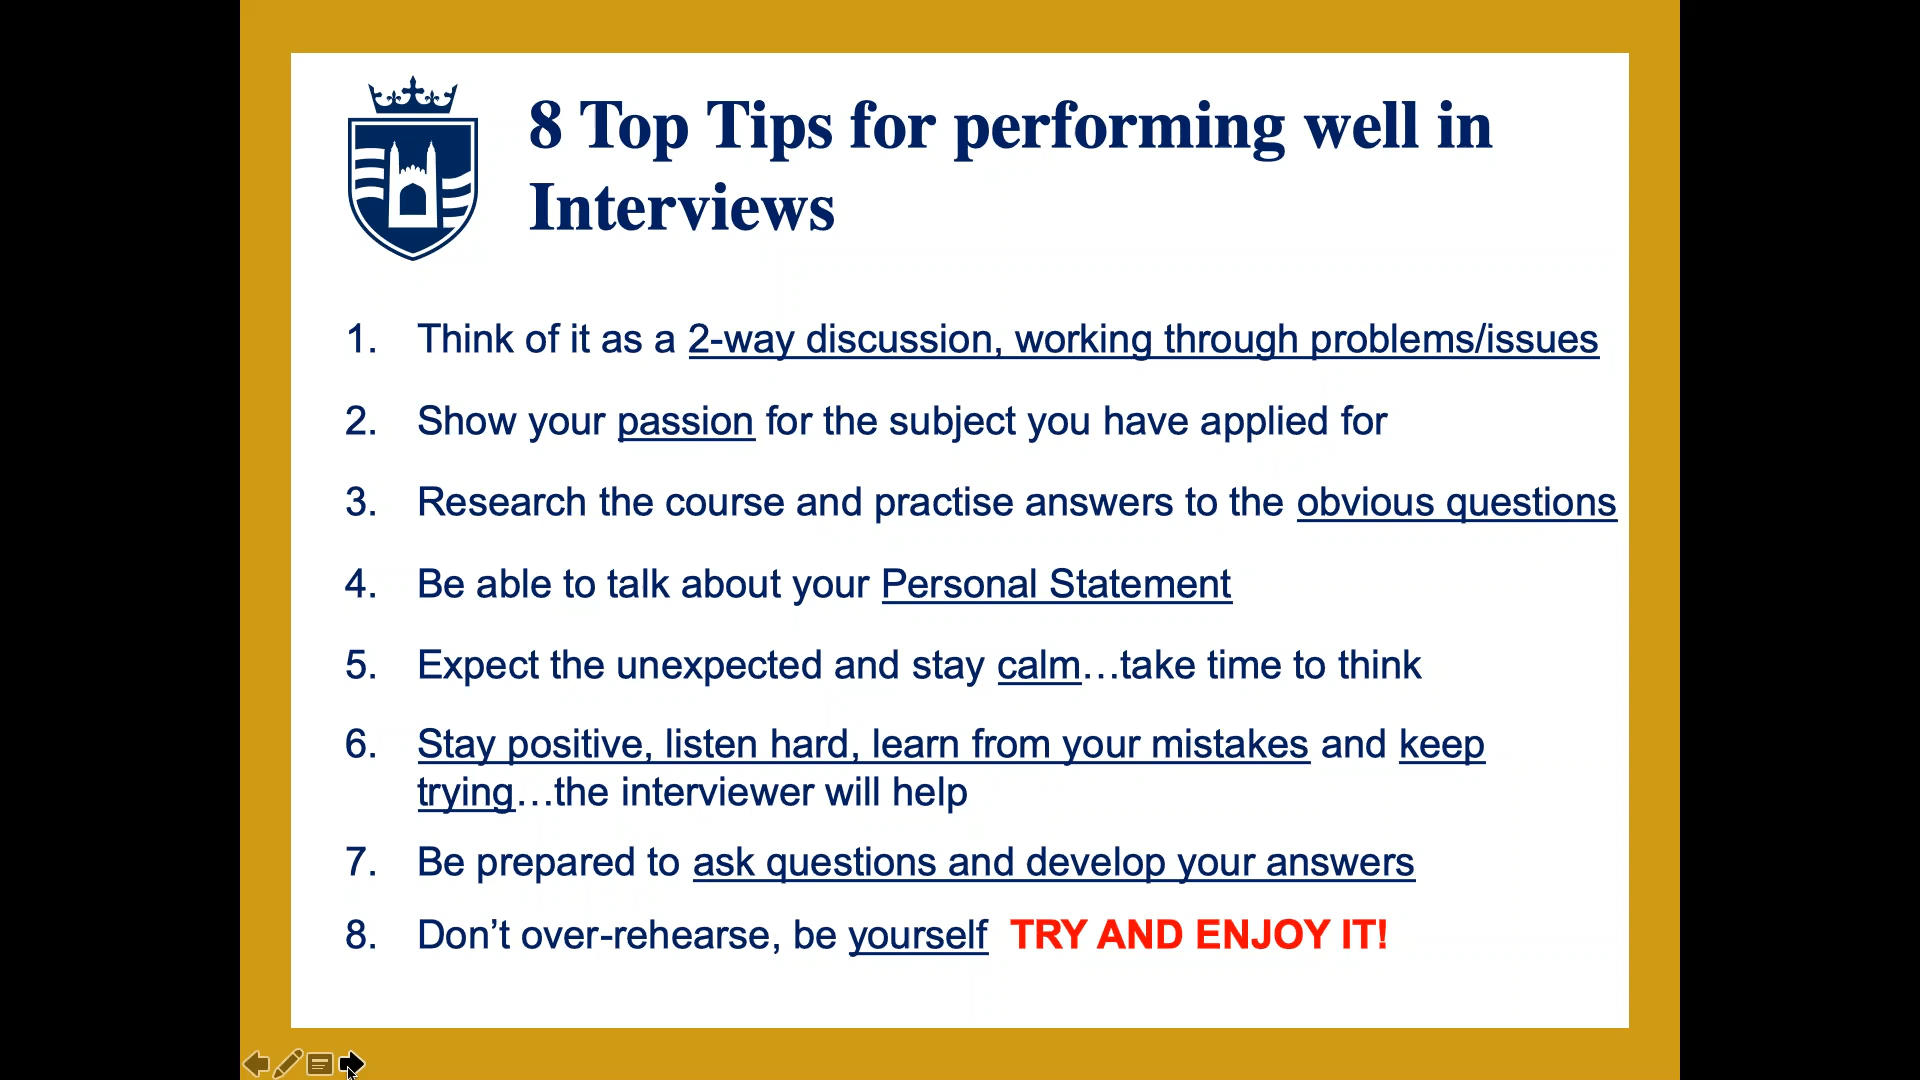 8 Top Tips for performing well in
Interviews
1. Think of it as a 2-way discussion, working through problems/issues
2. Show your passion for the subject you have applied for
3. Research the course and practise answers to the obvious questions
4. Be able to talk about your Personal Statement
5. Expect the unexpected and stay calm…take time to think
6. Stay positive, listen hard, learn from your mistakes and keep
trying…the interviewer will help
7. Be prepared to ask questions and develop your answers
8. Don’t over-rehearse, be yourself TRY AND ENJOY IT!